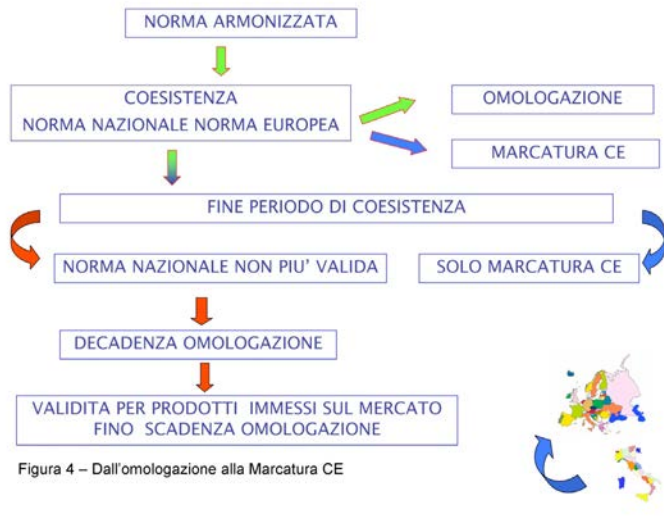 NORMA ARMONIZZATA
COESISTENZA
NORMA NAZIONALE NORMA EUROPEA
OMOLOGAZIONE
MARCATURA CE
FINE PERIODO DI COESISTENZA
NORMA NAZIONALE NON PIU' VALIDA
SOLO MARCATURA CE
DECADENZA OMOLOGAZIONE
VALIDITA PER PRODOTTI IMMESSI SUL MERCATO
FINO SCADENZA OMOLOGAZIONE
Figura 4 – Dall'omologazione alla Marcatura CE